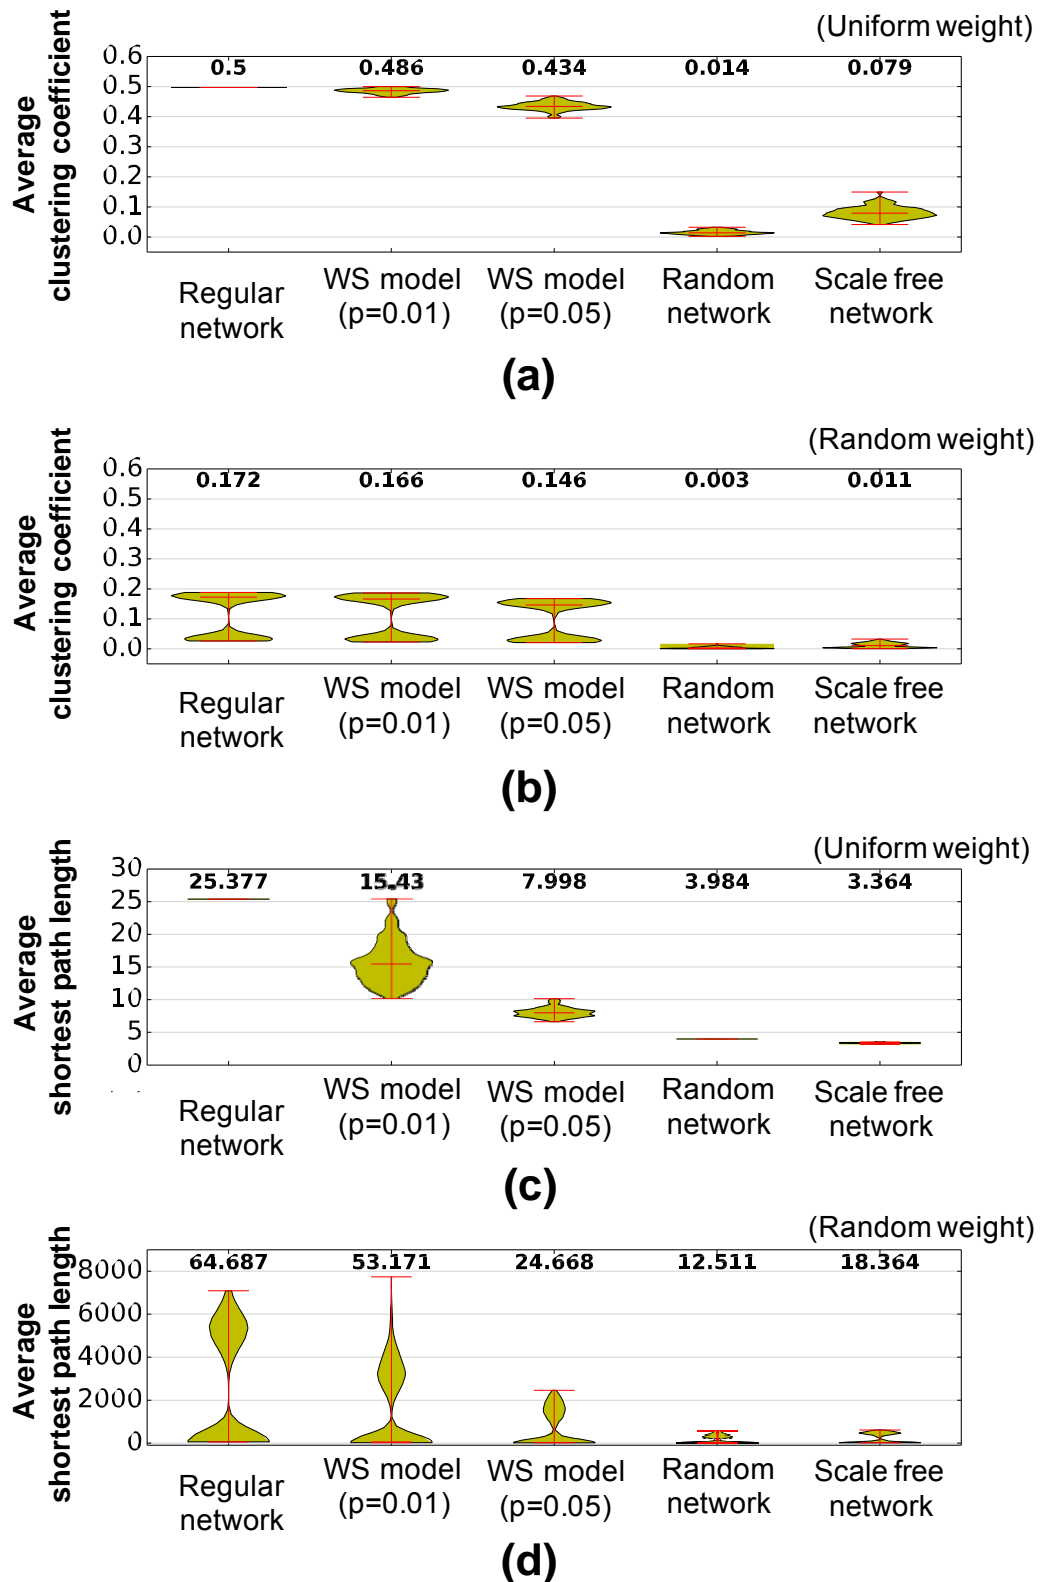 (Uniform weight)
Average
clustering coefficient
0.6
0.5
0.4
0.3
0.2
0.1
0.0
0.5 0.486 0.434 0.014 0.079
Regular network
WS model (p=0.01)
WS model (p=0.05)
Random network
Scale free network
(a)
(Random weight)
Average
clustering coefficient
0.6
0.5
0.4
0.3
0.2
0.1
0.0
0.172 0.166 0.146 0.003 0.011
Regular network
WS model (p=0.01)
WS model (p=0.05)
Random network
Scale free network
(b)
(Uniform weight)
Average
shortest path length
30
25
20
15
10
5
0
25.377 15.43 7.998 3.984 3.364
Regular network
WS model (p=0.01)
WS model (p=0.05)
Random network
Scale free network
(c)
(Random weight)
Average
shortest path length
8000
6000
4000
2000
0
64.687 53.171 24.668 12.511 18.364
Regular network
WS model (p=0.01)
WS model (p=0.05)
Random network
Scale free network
(d)